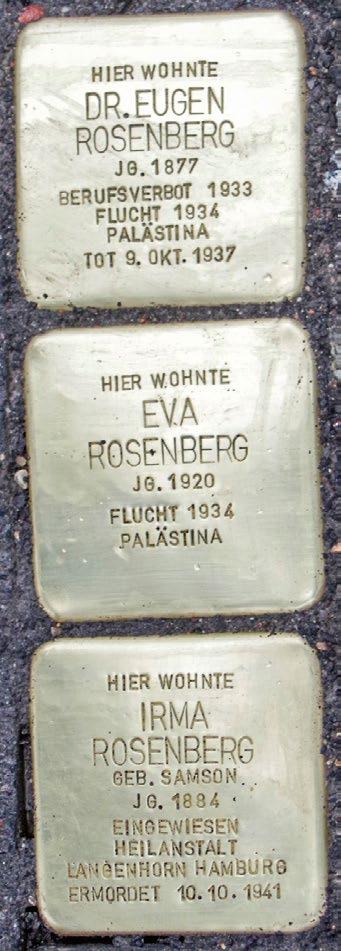 HIER WOHNTE
DR. EUGEN
ROSENBERG
JG. 1877
BERUFSVERBOT 1933
FLUCHT 1934
PALÄSTINA
TOT 9. OKT. 1937
HIER WOHNTE
EVA
ROSENBERG
JG. 1920
FLUCHT 1934
PALÄSTINA
HIER WOHNTE
IRMA
ROSENBERG
GEB. SAMSON
JG. 1884
EINGEWIESEN
HEILANSTALT
LANGENHORN HAMBURG
ERMORDET 10.10.1941